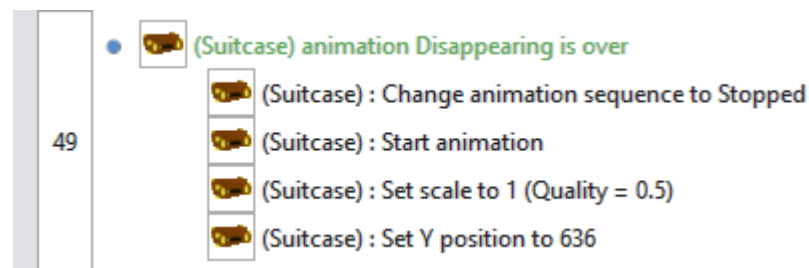 (Suitcase) animation Disappearing is over
(Suitcase) : Change animation sequence to Stopped
49
(Suitcase) : Start animation
(Suitcase) : Set scale to 1 (Quality = 0.5)
(Suitcase) : Set Y position to 636